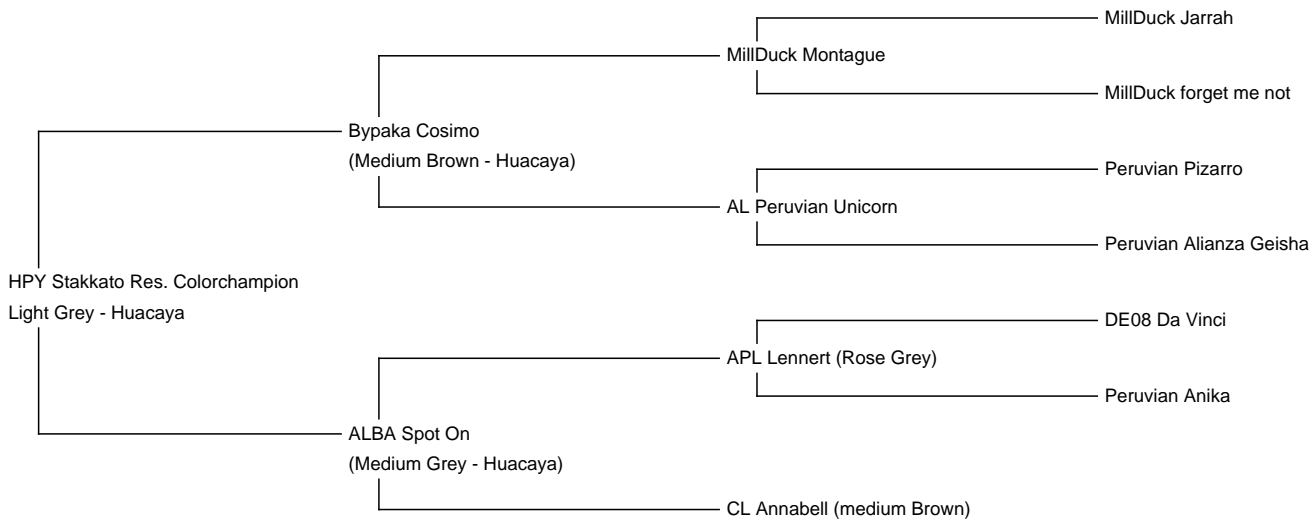 MillDuck Jarrah
MillDuck Montague
MillDuck forget me not
Bypaka Cosimo
(Medium Brown - Huacaya)
Peruvian Pizarro
AL Peruvian Unicorn
Peruvian Alianza Geisha
HPY Stakkato Res. Colorchampion
Light Grey - Huacaya
DE08 Da Vinci
APL Lennert (Rose Grey)
Peruvian Anika
ALBA Spot On
(Medium Grey - Huacaya)
CL Annabell (medium Brown)